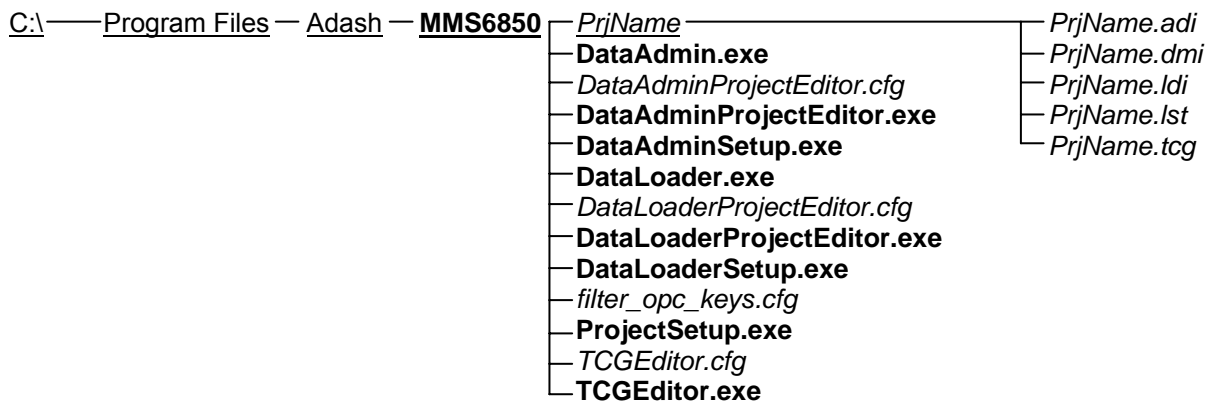 C:\ Program Files Adash MMS6850 PrjName PrjName.adi
DataAdmin.exe PrjName.dmi
DataAdminProjectEditor.cfg PrjName.ldi
DataAdminProjectEditor.exe PrjName.lst
DataAdminSetup.exe PrjName.tcg
DataLoader.exe
DataLoaderProjectEditor.cfg
DataLoaderProjectEditor.exe
DataLoaderSetup.exe
filter_opc_keys.cfg
ProjectSetup.exe
TCGEditor.cfg
TCGEditor.exe